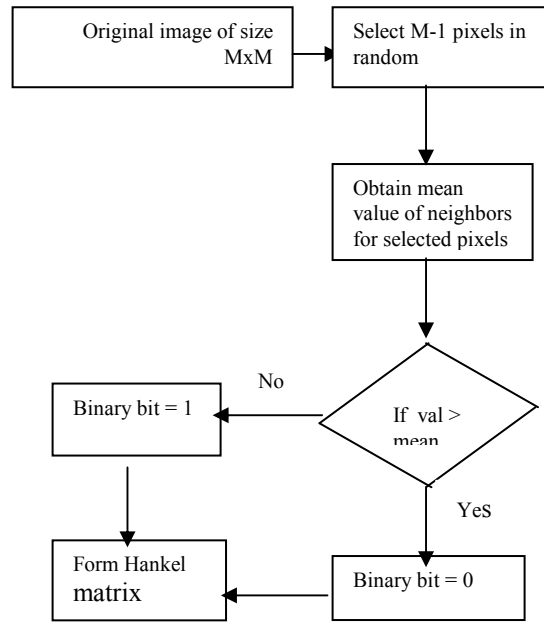 Original image of size
MxM
Select M-1 pixels in
random
Obtain mean
value of neighbors
for selected pixels
If val >
mean
No
Binary bit = 1
Yes
Form Hankel
matrix
Binary bit = 0